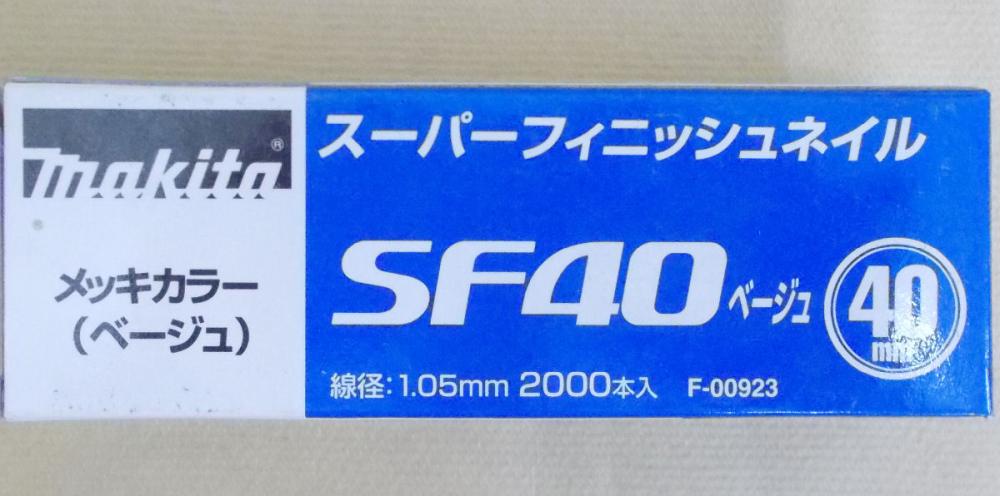 makita®
メッキカラー
(ベージュ)
スーパーフィニッシュネイル
SF40 ベージュ 40mm
線径:1.05mm 2000本入 F-00923